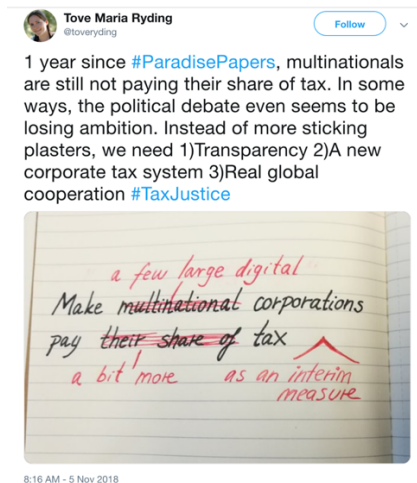 Tove Maria Ryding
@toveryding
Follow
1 year since #ParadisePapers, multinationals
are still not paying their share of tax. In some
ways, the political debate even seems to be
losing ambition. Instead of more sticking
plasters, we need 1)Transparency 2)A new
corporate tax system 3)Real global
cooperation #TaxJustice
a few large digital
Make multinational corporations
pay their share of tax
a bit more as an interim
measure
8:16 AM - 5 Nov 2018